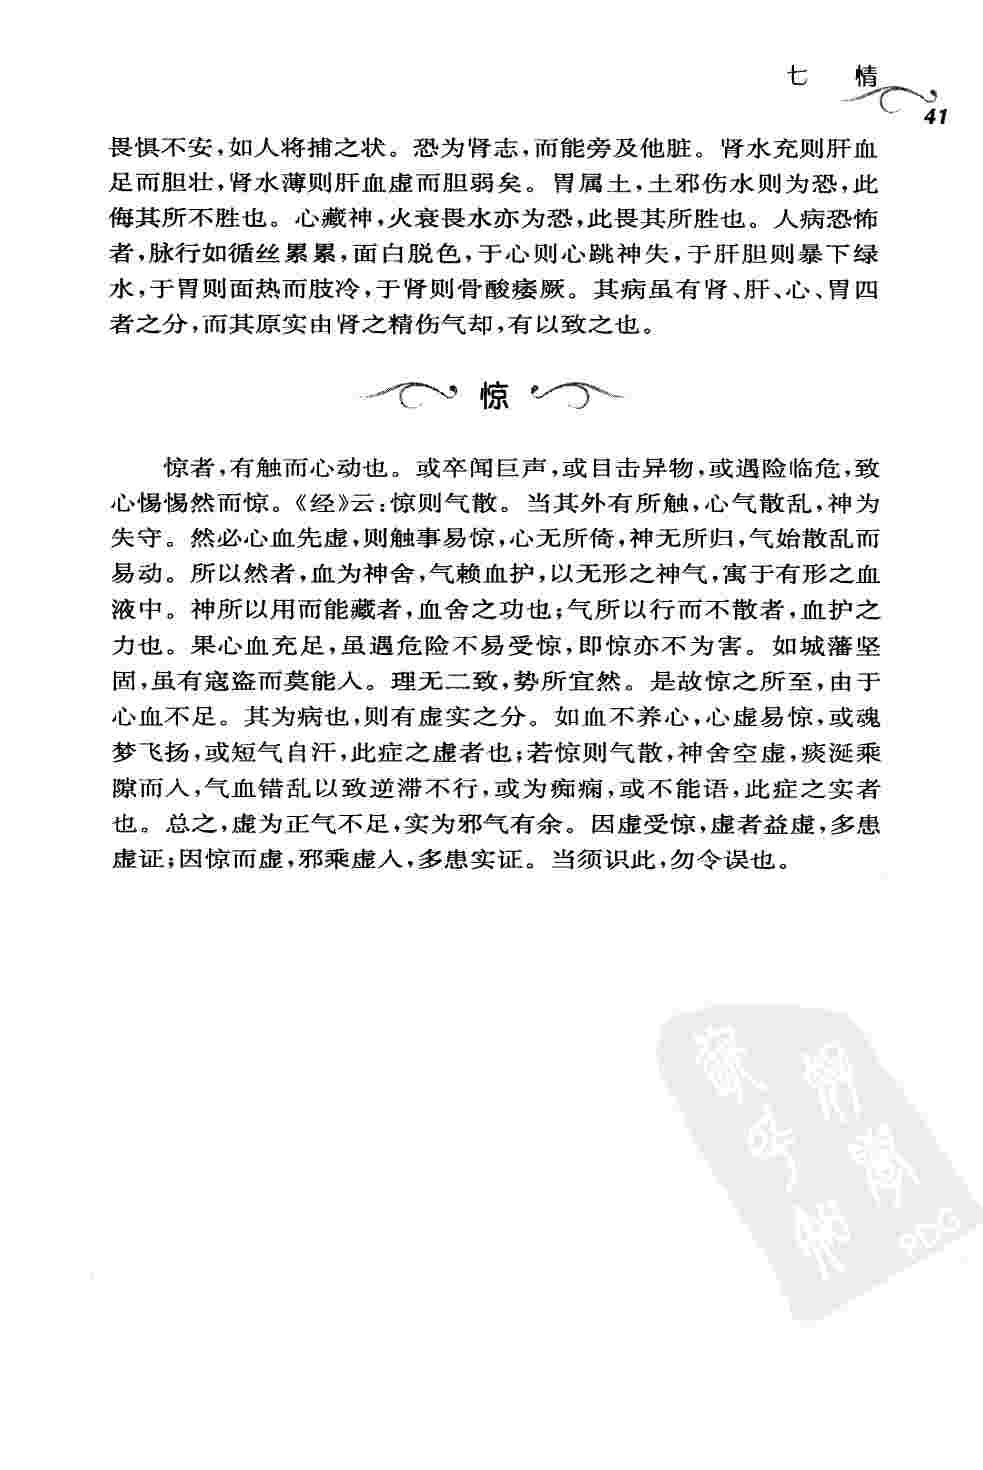 七 情
41
畏惧不安,如人将捕之状。恐为肾志,而能旁及他脏。肾水充则肝血
足而胆壮,肾水薄则肝血虚而胆弱矣。胃属土,土邪伤水则为恐,此
侮其所不胜也。心藏神,火衰畏水亦为恐,此畏其所胜也。人病恐怖
者,脉行如循丝累累,面白脱色,于心则心跳神失,于肝胆则暴下绿
水,于胃则面热而肢冷,于肾则骨酸痿厥。其病虽有肾、肝、心、胃四
者之分,而其原实由肾之精伤气却,有以致之也。
惊
惊者,有触而心动也。或卒闻巨声,或目击异物,或遇险临危,致
心惕惕然而惊。《经》云:惊则气散。当其外有所触,心气散乱,神为
失守。然必心血先虚,则触事易惊,心无所倚,神无所归,气始散乱而
易动。所以然者,血为神舍,气赖血护,以无形之神气,寓于有形之血
液中。神所以用而能藏者,血舍之功也;气所以行而不散者,血护之
力也。果心血充足,虽遇危险不易受惊,即惊亦不为害。如城藩坚
固,虽有寇盗而莫能入。理无二致,势所宜然。是故惊之所至,由于
心血不足。其为病也,则有虚实之分。如血不养心,心虚易惊,或魂
梦飞扬,或短气自汗,此症之虚者也;若惊则气散,神舍空虚,痰涎乘
隙而入,气血错乱以致逆滞不行,或为痴痫,或不能语,此症之实者
也。总之,虚为正气不足,实为邪气有余。因虚受惊,虚者益虚,多患
虚证;因惊而虚,邪乘虚入,多患实证。当须识此,勿令误也。
PDG